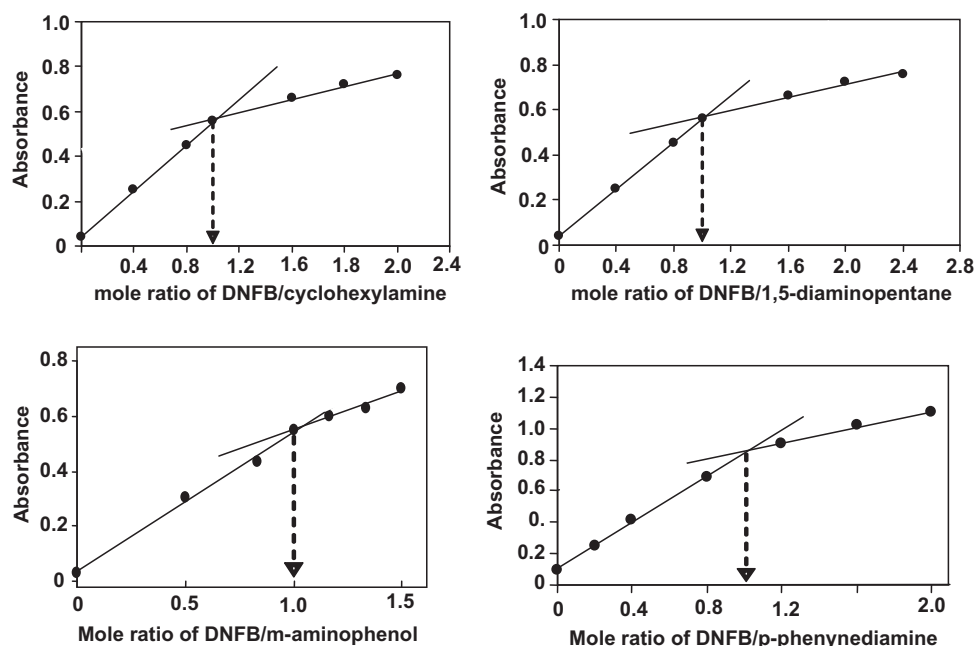 1.0
0.8
0.6
0.4
0.2
0
Absorbance
0 0.4 0.8 1.2 1.6 2.0 2.4
mole ratio of DNFB/cyclohexylamine
1.0
0.8
0.6
0.4
0.2
0
Absorbance
0 0.4 0.8 1.2 1.6 2.0 2.4 2.8
mole ratio of DNFB/1,5-diaminopentane
0.8
0.6
0.4
0.2
0
Absorbance
0 0.5 1.0 1.5
Mole ratio of DNFB/m-aminophenol
1.4
1.2
1.0
0.8
0.6
0.
0.2
0
Absorbance
0 0.4 0.8 1.2 2.0
Mole ratio of DNFB/p-phenynediamine